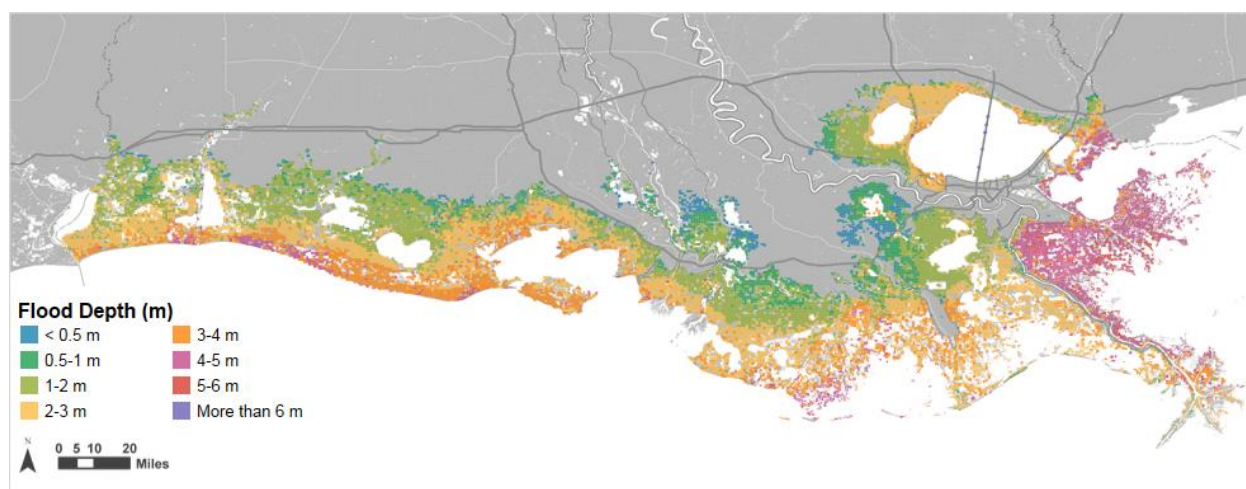 Flood Depth (m)
< 0.5 m
0.5-1 m
1-2 m
2-3 m
3-4 m
4-5 m
5-6 m
More than 6 m
N
0 5 10 20
Miles